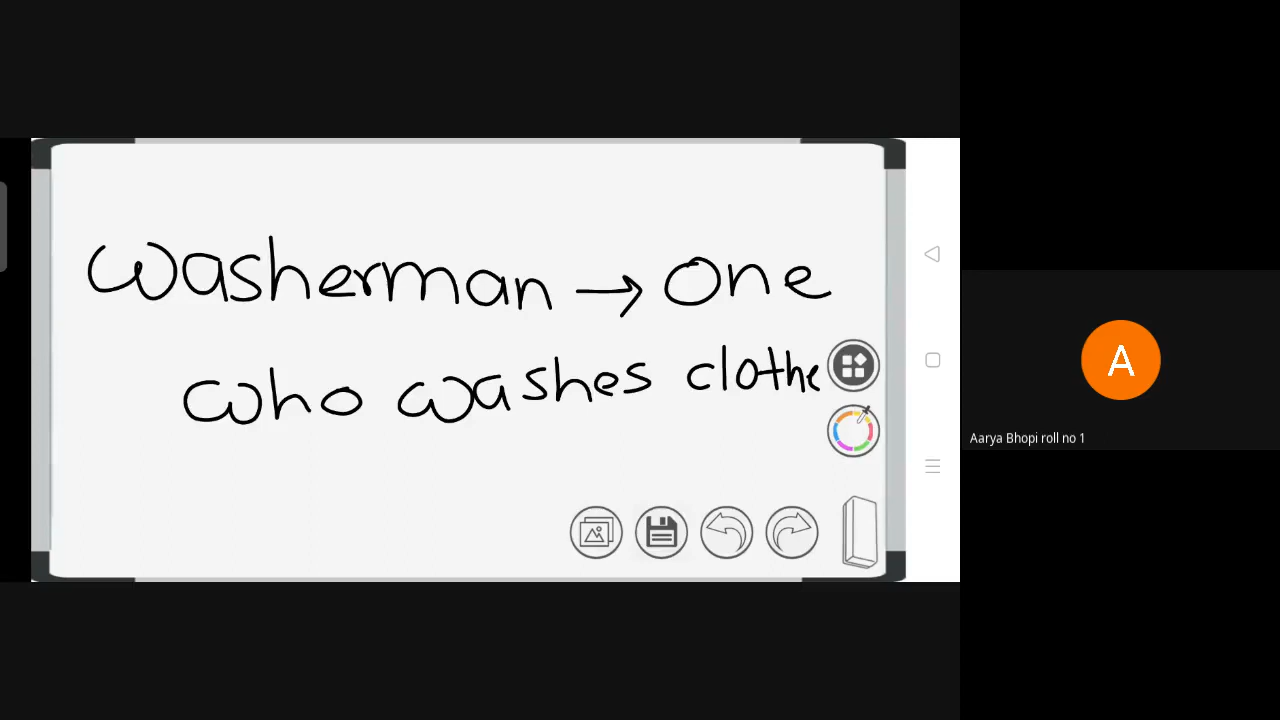 washerman → one
who washes clothe
A
Aarya Bhopi roll no 1